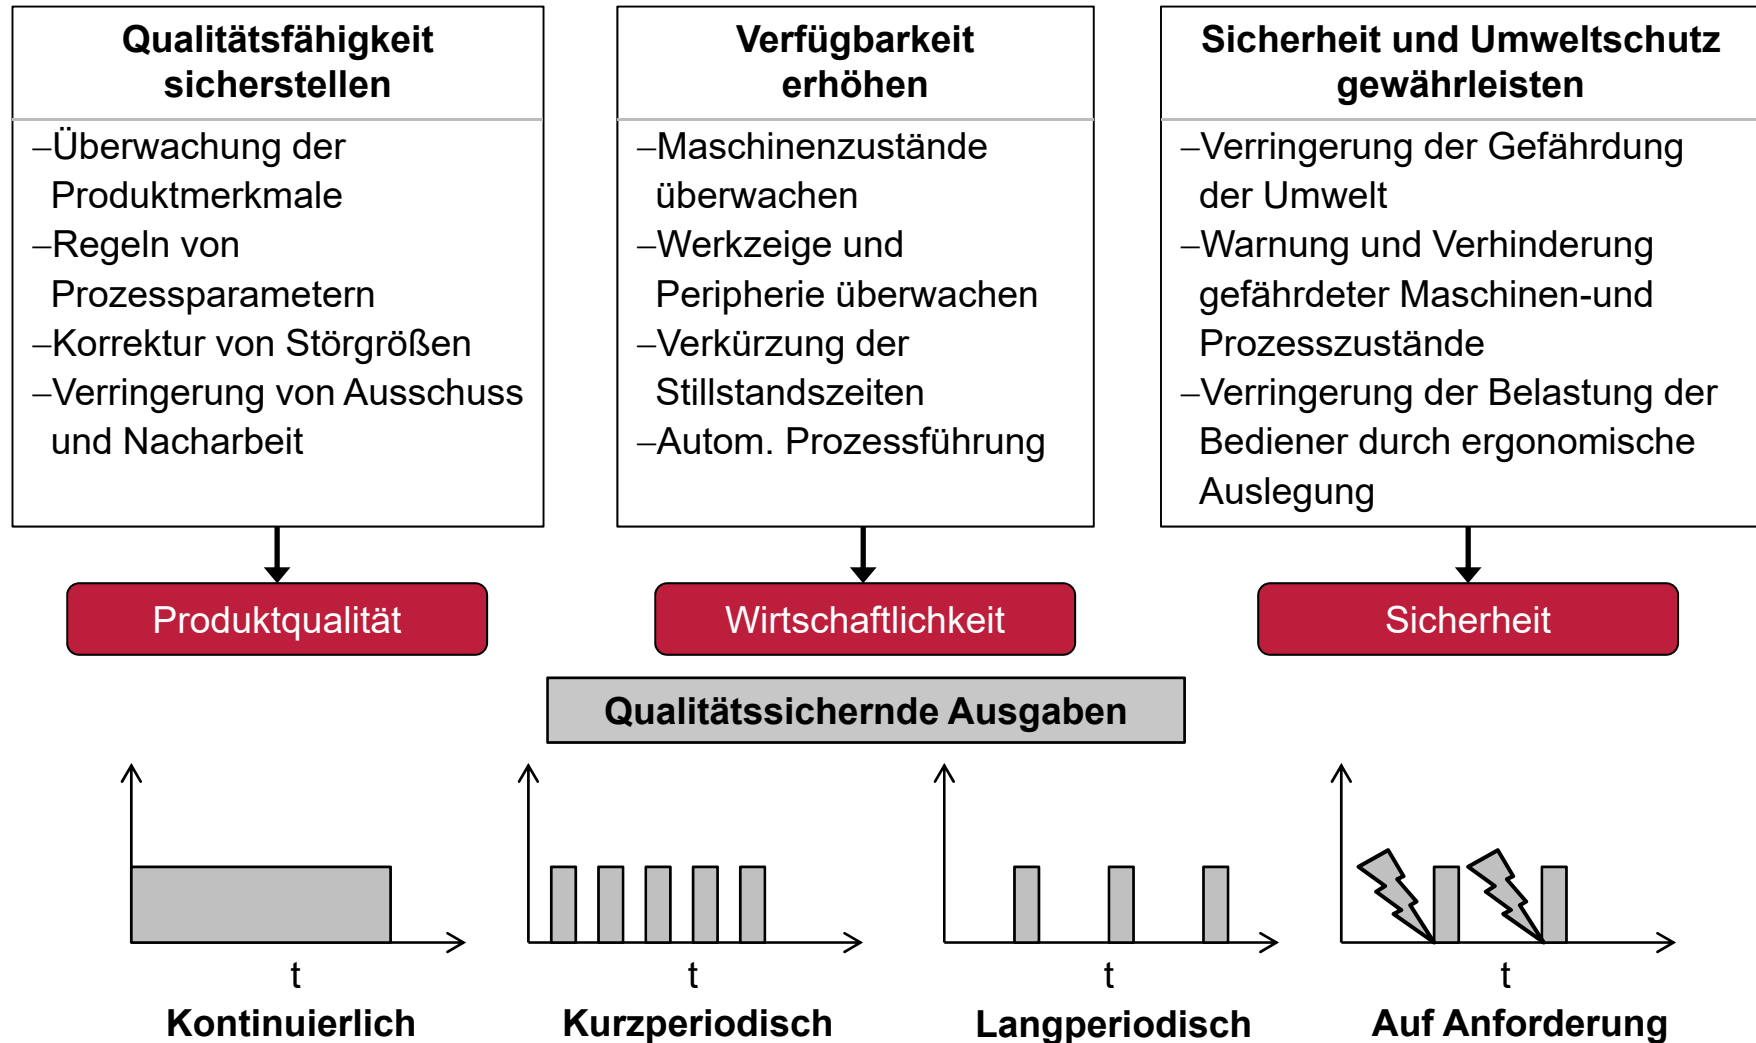 Qualitätsfähigkeit
sicherstellen
–Überwachung der
Produktmerkmale
–Regeln von
Prozessparametern
–Korrektur von Störgrößen
–Verringerung von Ausschuss
und Nacharbeit
Produktqualität
Verfügbarkeit
erhöhen
–Maschinenzustände
überwachen
–Werkzeige und
Peripherie überwachen
–Verkürzung der
Stillstandszeiten
–Autom. Prozessführung
Wirtschaftlichkeit
Sicherheit und Umweltschutz
gewährleisten
–Verringerung der Gefährdung
der Umwelt
–Warnung und Verhinderung
gefährdeter Maschinen-und
Prozesszustände
–Verringerung der Belastung der
Bediener durch ergonomische
Auslegung
Sicherheit
Qualitätssichernde Ausgaben
t
Kontinuierlich
t
Kurzperiodisch
t
Langperiodisch
t
Auf Anforderung